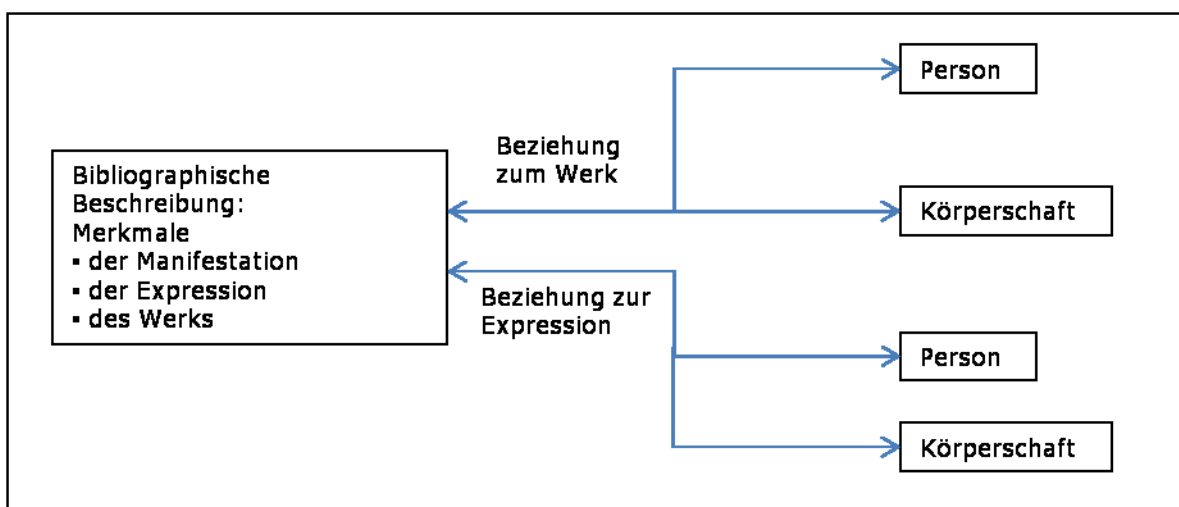 Bibliographische
Beschreibung:
Merkmale
▪ der Manifestation
▪ der Expression
▪ des Werks
Beziehung
zum Werk
Person
Körperschaft
Beziehung zur
Expression
Person
Körperschaft